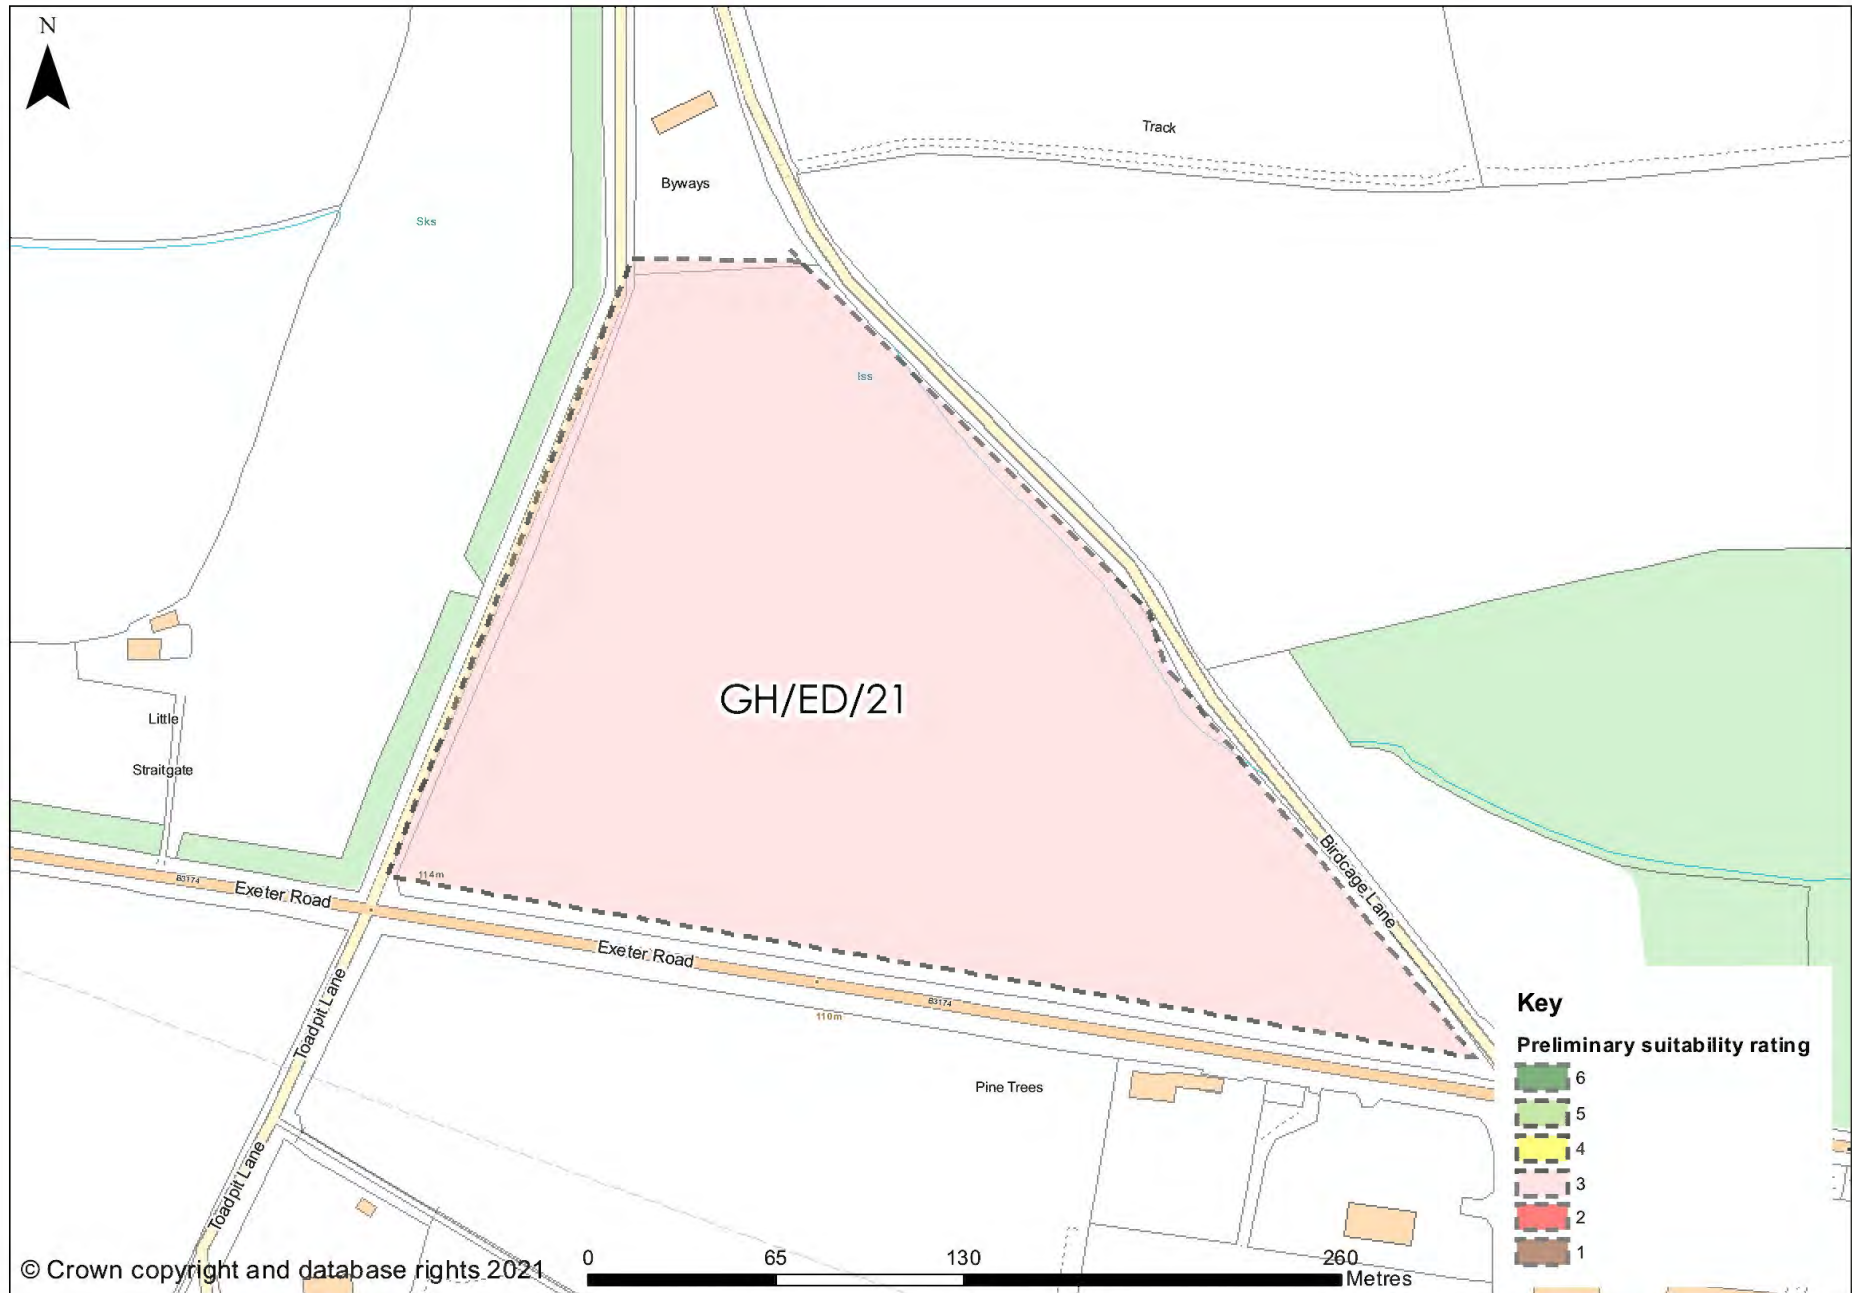 N
Track
Byways
Sks
Iss
GH/ED/21
Little
Straitgate
114m
B3174
Exeter Road
Exeter Road
B3174
110m
Birdcage Lane
Toadpit Lane
Toadpit Lane
Pine Trees
Key
Preliminary suitability rating
6
5
4
3
2
1
0 65 130 260
Metres
© Crown copyright and database rights 2021